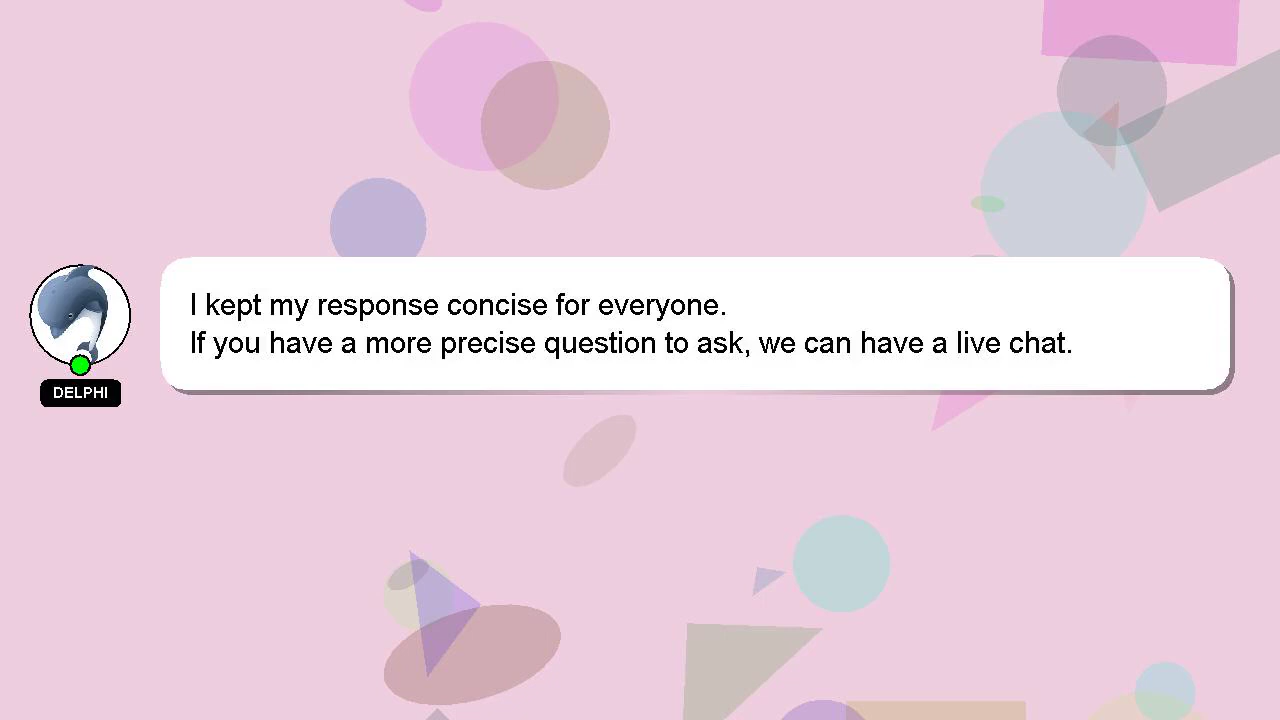 I kept my response concise for everyone.
If you have a more precise question to ask, we can have a live chat.
DELPHI